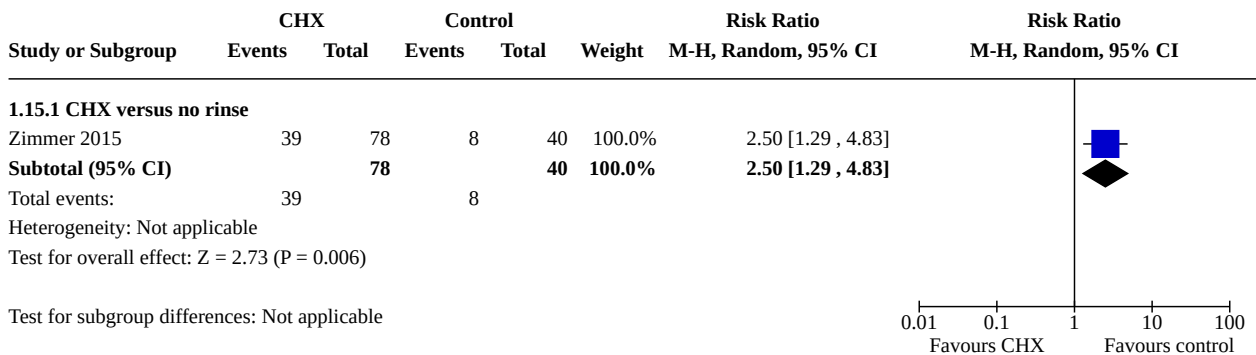 CHX Control Risk Ratio Risk Ratio
Study or Subgroup Events Total Events Total Weight M-H, Random, 95% CI M-H, Random, 95% CI
1.15.1 CHX versus no rinse
Zimmer 2015 39 78 8 40 100.0% 2.50 [1.29 , 4.83]
Subtotal (95% CI) 78 40 100.0% 2.50 [1.29 , 4.83]
Total events: 39 8
Heterogeneity: Not applicable
Test for overall effect: Z = 2.73 (P = 0.006)
Test for subgroup differences: Not applicable
0.01 0.1 1 10 100
Favours CHX Favours control